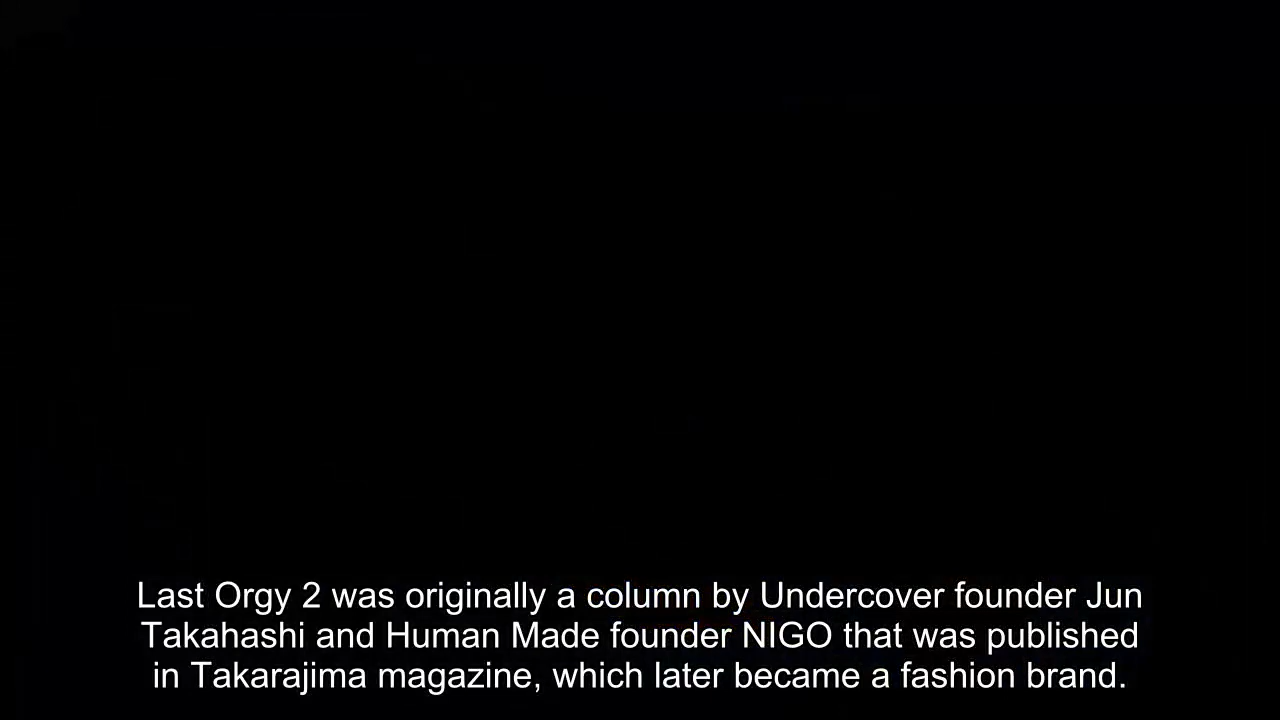 Last Orgy 2 was originally a column by Undercover founder Jun
Takahashi and Human Made founder NIGO that was published
in Takarajima magazine, which later became a fashion brand.